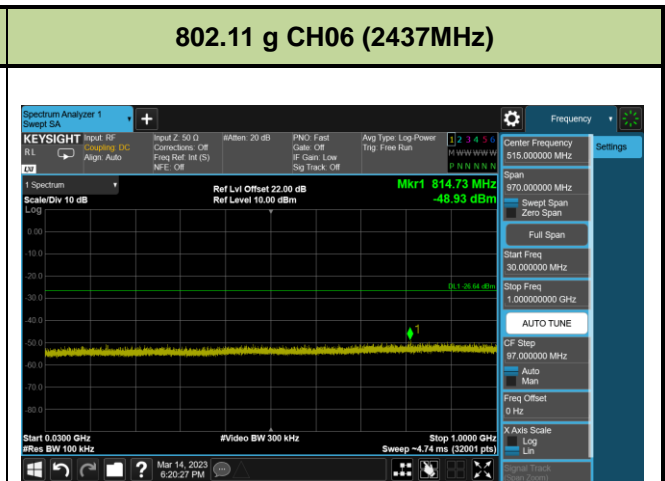 802.11 g CH06 (2437MHz)
Spectrum Analyzer 1
Swept SA
Frequency
Settings
KEYSIGHT
R L
LXI
Input: RF
Coupling: DC
Align: Auto
Input Z: 50 Ω
Corrections: Off
Freq Ref: Int (S)
NFE: Off
#Atten: 20 dB
PNO: Fast
Gate: Off
IF Gain: Low
Sig Track: Off
Avg Type: Log-Power
Trig: Free Run
1 2 3 4 5 6
M W W W W W
P N N N N N
1 Spectrum
Scale/Div 10 dB
Log
Ref Lvl Offset 22.00 dB
Ref Level 10.00 dBm
Mkr1 814.73 MHz
-48.93 dBm
0.00
-10.0
-20.0
-30.0
-40.0
-50.0
-60.0
-70.0
-80.0
DL1 -26.64 dBm
1
Start 0.0300 GHz
#Res BW 100 kHz
#Video BW 300 kHz
Stop 1.0000 GHz
Sweep ~4.74 ms (32001 pts)
Center Frequency
515.000000 MHz
Span
970.000000 MHz
Swept Span
Zero Span
Full Span
Start Freq
30.000000 MHz
Stop Freq
1.000000000 GHz
AUTO TUNE
CF Step
97.000000 MHz
Auto
Man
Freq Offset
0 Hz
X Axis Scale
Log
Lin
Signal Track
(Span Zoom)
?
Mar 14, 2023
6:20:27 PM